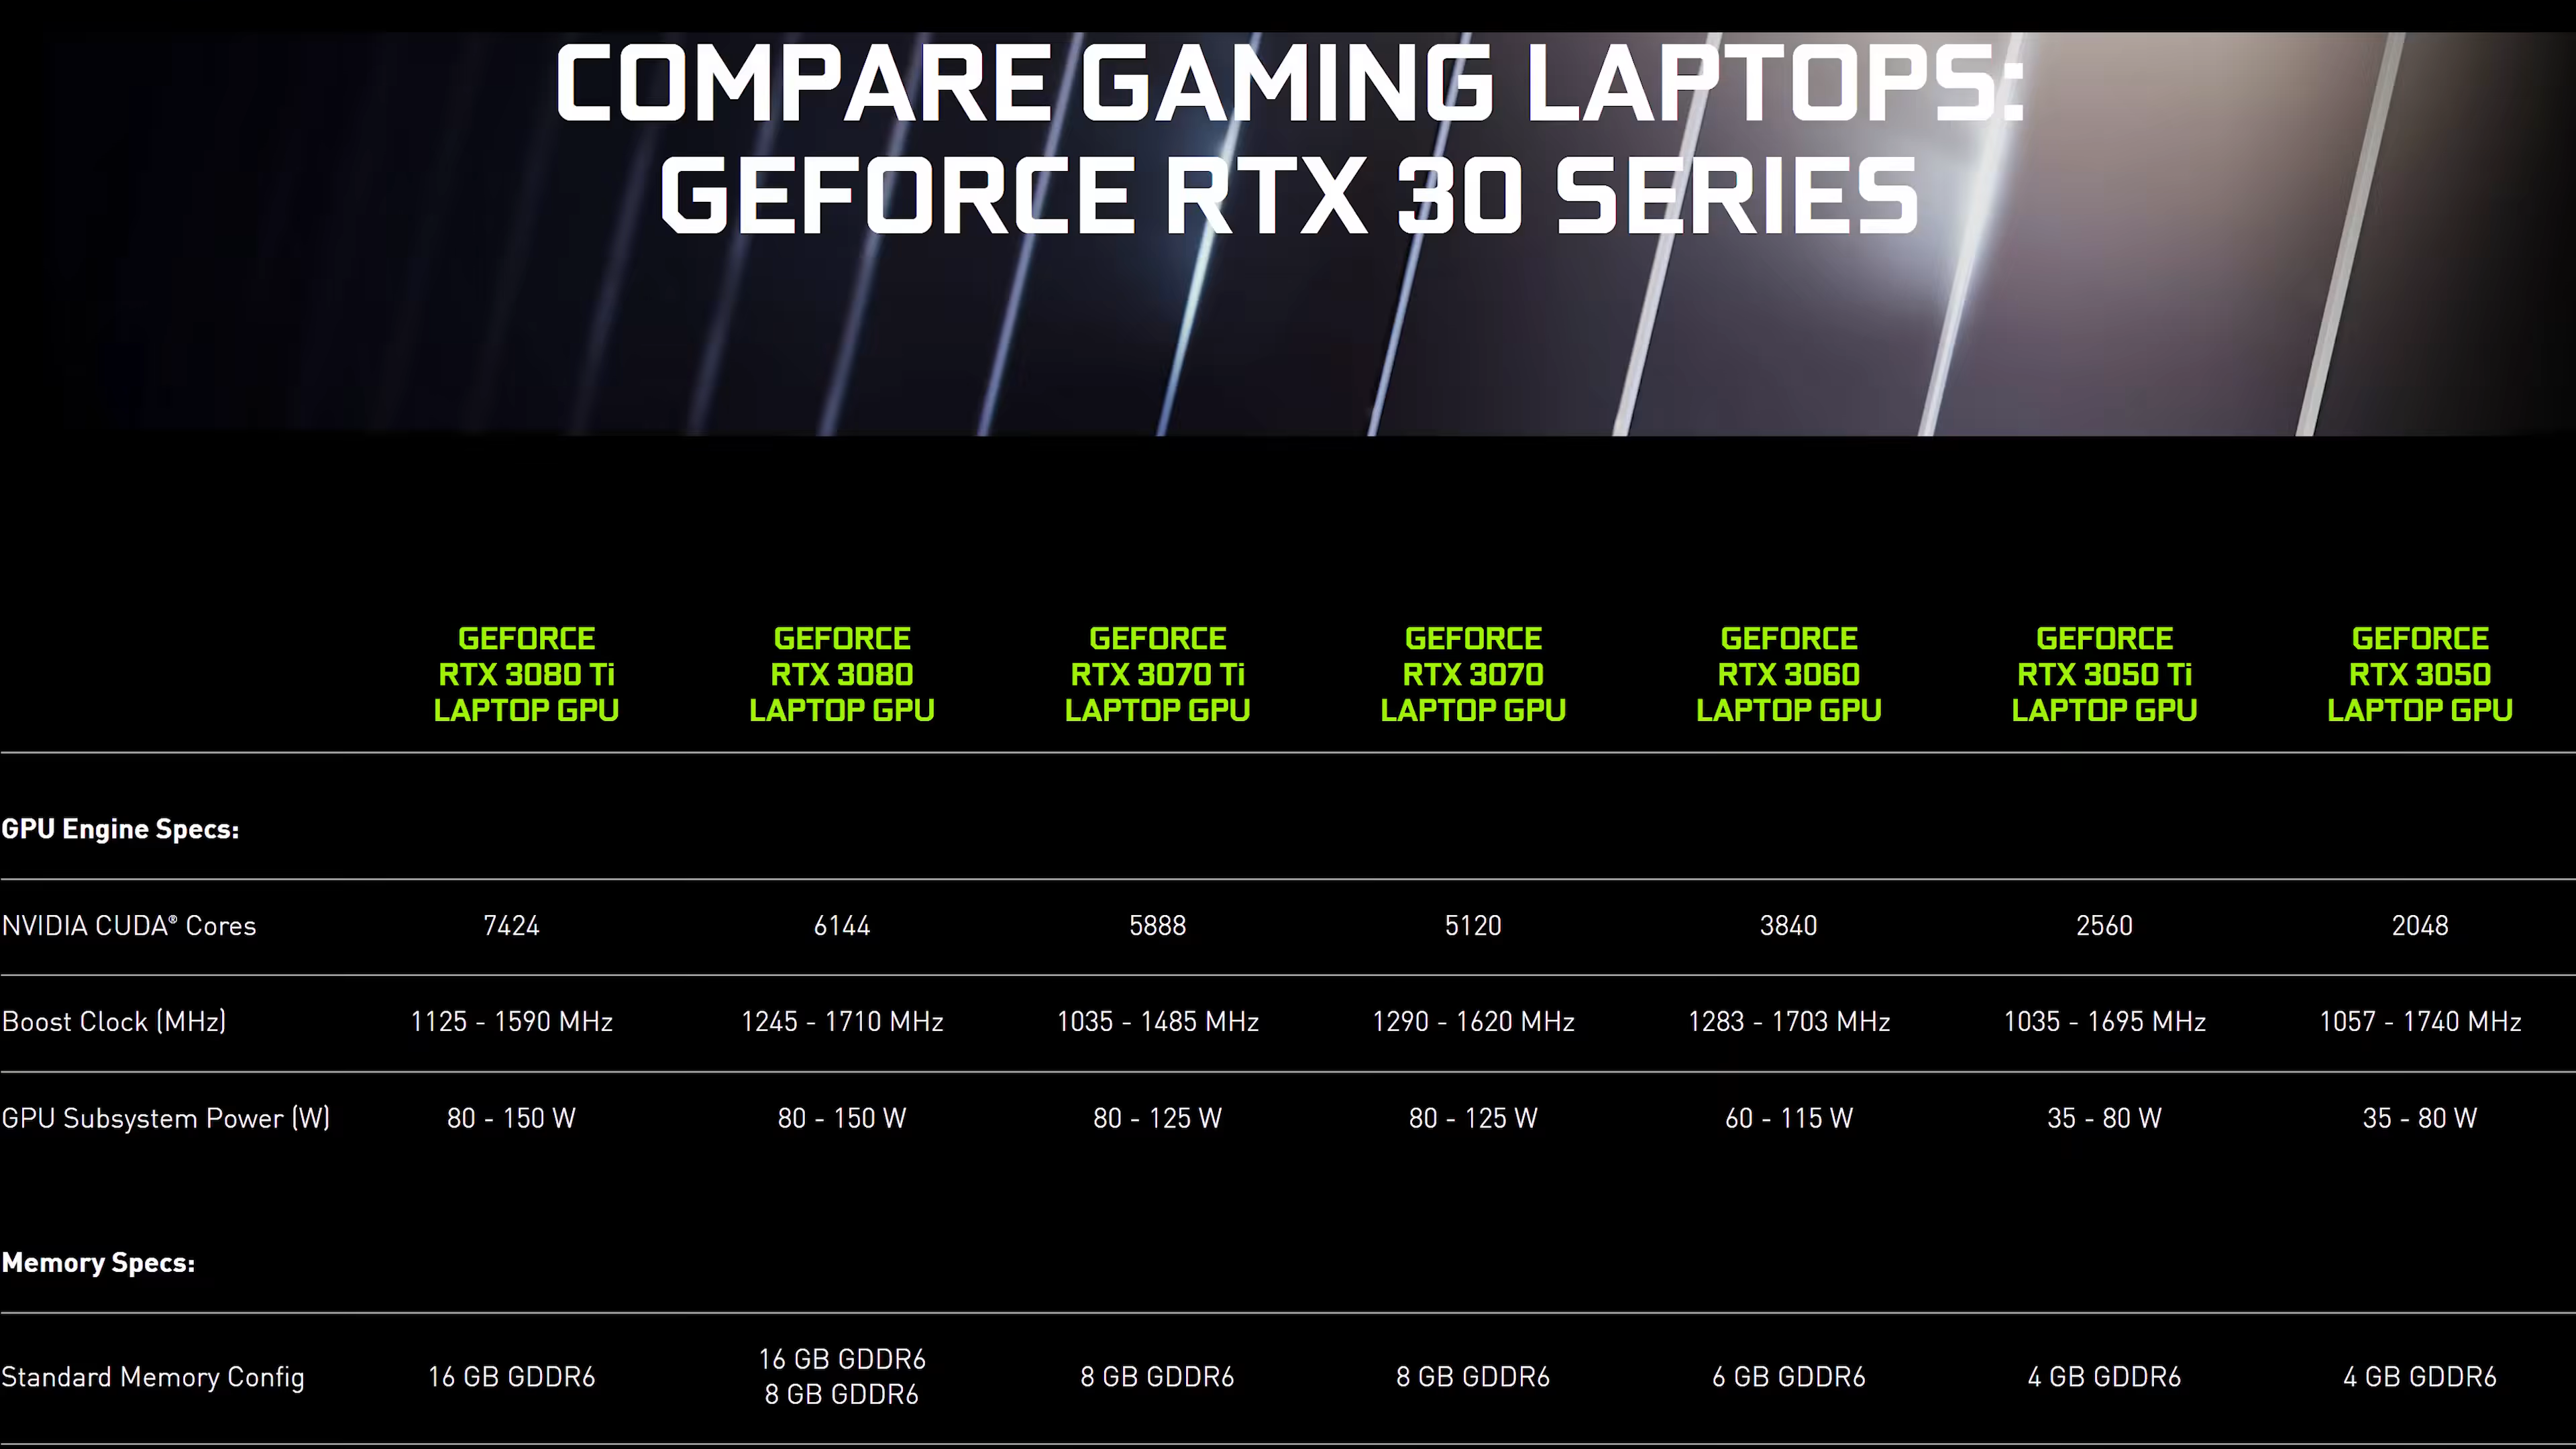 COMPARE GAMING LAPTOPS:
GEFORCE RTX 30 SERIES
GEFORCE RTX 3080 Ti LAPTOP GPU
GEFORCE RTX 3080 LAPTOP GPU
GEFORCE RTX 3070 Ti LAPTOP GPU
GEFORCE RTX 3070 LAPTOP GPU
GEFORCE RTX 3060 LAPTOP GPU
GEFORCE RTX 3050 Ti LAPTOP GPU
GEFORCE RTX 3050 LAPTOP GPU
GPU Engine Specs:
NVIDIA CUDA® Cores 7424 6144 5888 5120 3840 2560 2048
Boost Clock (MHz) 1125 - 1590 MHz 1245 - 1710 MHz 1035 - 1485 MHz 1290 - 1620 MHz 1283 - 1703 MHz 1035 - 1695 MHz 1057 - 1740 MHz
GPU Subsystem Power (W) 80 - 150 W 80 - 150 W 80 - 125 W 80 - 125 W 60 - 115 W 35 - 80 W 35 - 80 W
Memory Specs:
Standard Memory Config 16 GB GDDR6 16 GB GDDR6 8 GB GDDR6 8 GB GDDR6 8 GB GDDR6 6 GB GDDR6 4 GB GDDR6 4 GB GDDR6